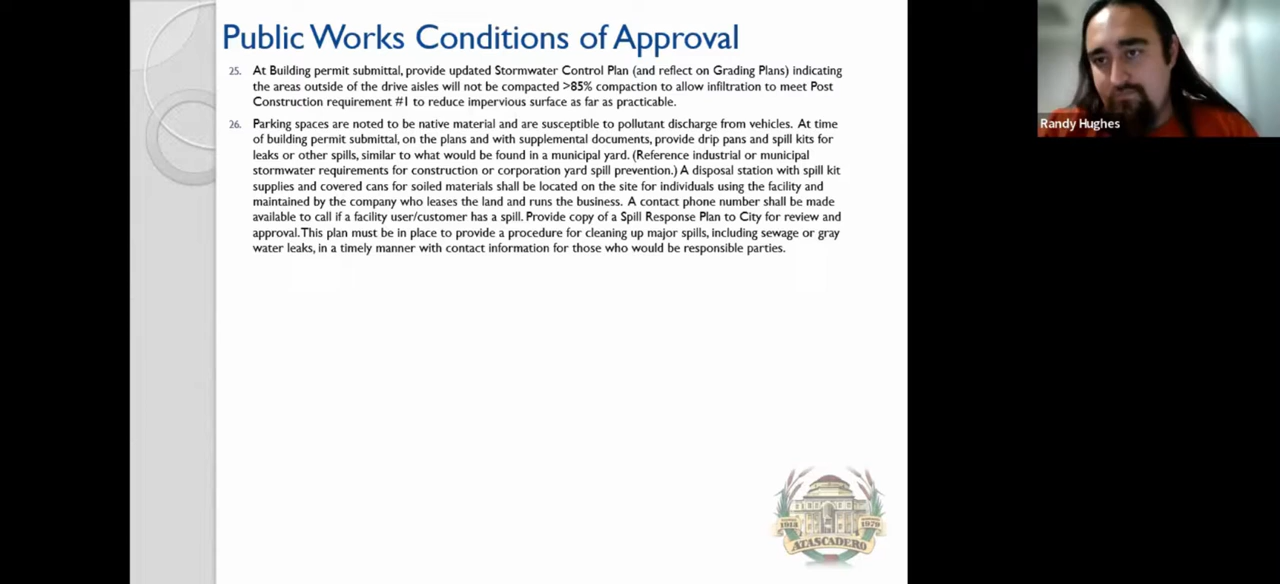 Public Works Conditions of Approval
25. At Building permit submittal, provide updated Stormwater Control Plan (and reflect on Grading Plans) indicating
the areas outside of the drive aisles will not be compacted >85% compaction to allow infiltration to meet Post
Construction requirement #1 to reduce impervious surface as far as practicable.
26. Parking spaces are noted to be native material and are susceptible to pollutant discharge from vehicles. At time
of building permit submittal, on the plans and with supplemental documents, provide drip pans and spill kits for
leaks or other spills, similar to what would be found in a municipal yard. (Reference industrial or municipal
stormwater requirements for construction or corporation yard spill prevention.) A disposal station with spill kit
supplies and covered cans for soiled materials shall be located on the site for individuals using the facility and
maintained by the company who leases the land and runs the business. A contact phone number shall be made
available to call if a facility user/customer has a spill. Provide copy of a Spill Response Plan to City for review and
approval. This plan must be in place to provide a procedure for cleaning up major spills, including sewage or gray
water leaks, in a timely manner with contact information for those who would be responsible parties.
Randy Hughes
1913
1979
ATASCADERO